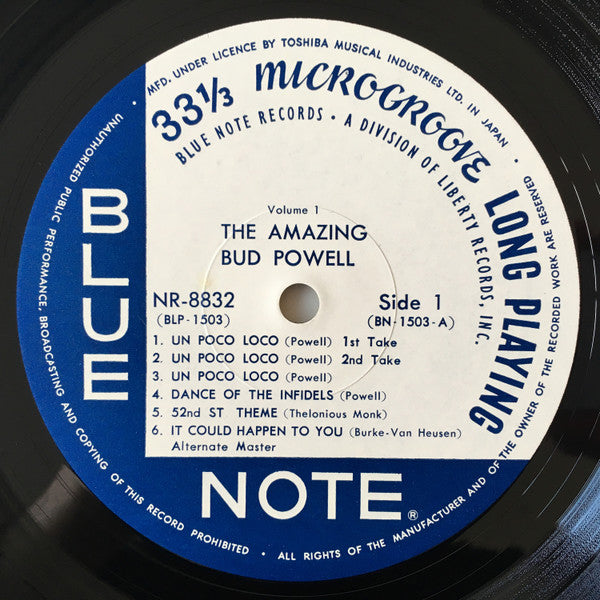 • MFD. UNDER LICENCE BY TOSHIBA MUSICAL INDUSTRIES LTD. IN JAPAN •
33⅓ MICROGROOVE LONG PLAYING
BLUE NOTE RECORDS • A DIVISION OF LIBERTY RECORDS, INC.
Volume 1
THE AMAZING
BUD POWELL
NR-8832
Side 1
(BLP-1503)
(BN-1503-A)
1. UN POCO LOCO (Powell) 1st Take
2. UN POCO LOCO (Powell) 2nd Take
3. UN POCO LOCO (Powell)
4. DANCE OF THE INFIDELS (Powell)
5. 52nd ST THEME (Thelonious Monk)
6. IT COULD HAPPEN TO YOU (Burke-Van Heusen)
Alternate Master
BLUE
NOTE®
UNAUTHORIZED PUBLIC PERFORMANCE, BROADCASTING AND COPYING OF THIS RECORD PROHIBITED • ALL RIGHTS OF THE MANUFACTURER AND OF THE OWNER OF THE RECORDED WORK ARE RESERVED